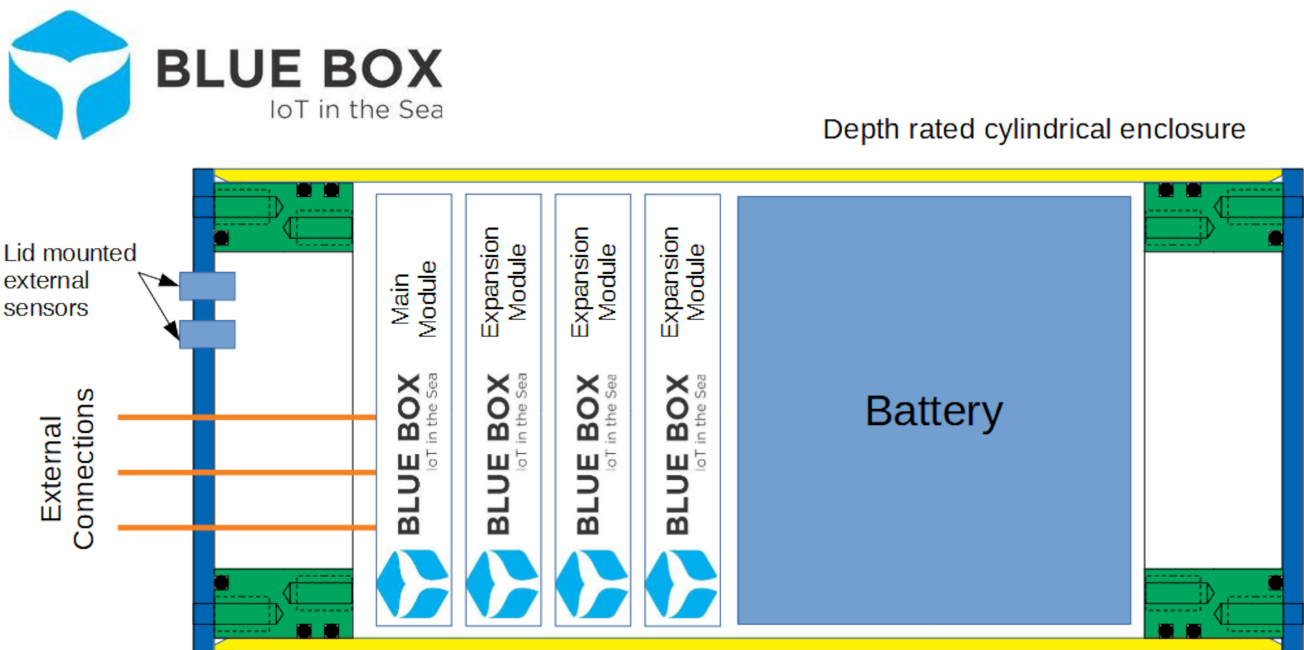 BLUE BOX
IoT in the Sea
Depth rated cylindrical enclosure
Lid mounted
external
sensors
External
Connections
Main
Module
BLUE BOX
IoT in the Sea
Expansion
Module
BLUE BOX
IoT in the Sea
Expansion
Module
BLUE BOX
IoT in the Sea
Expansion
Module
BLUE BOX
IoT in the Sea
Battery